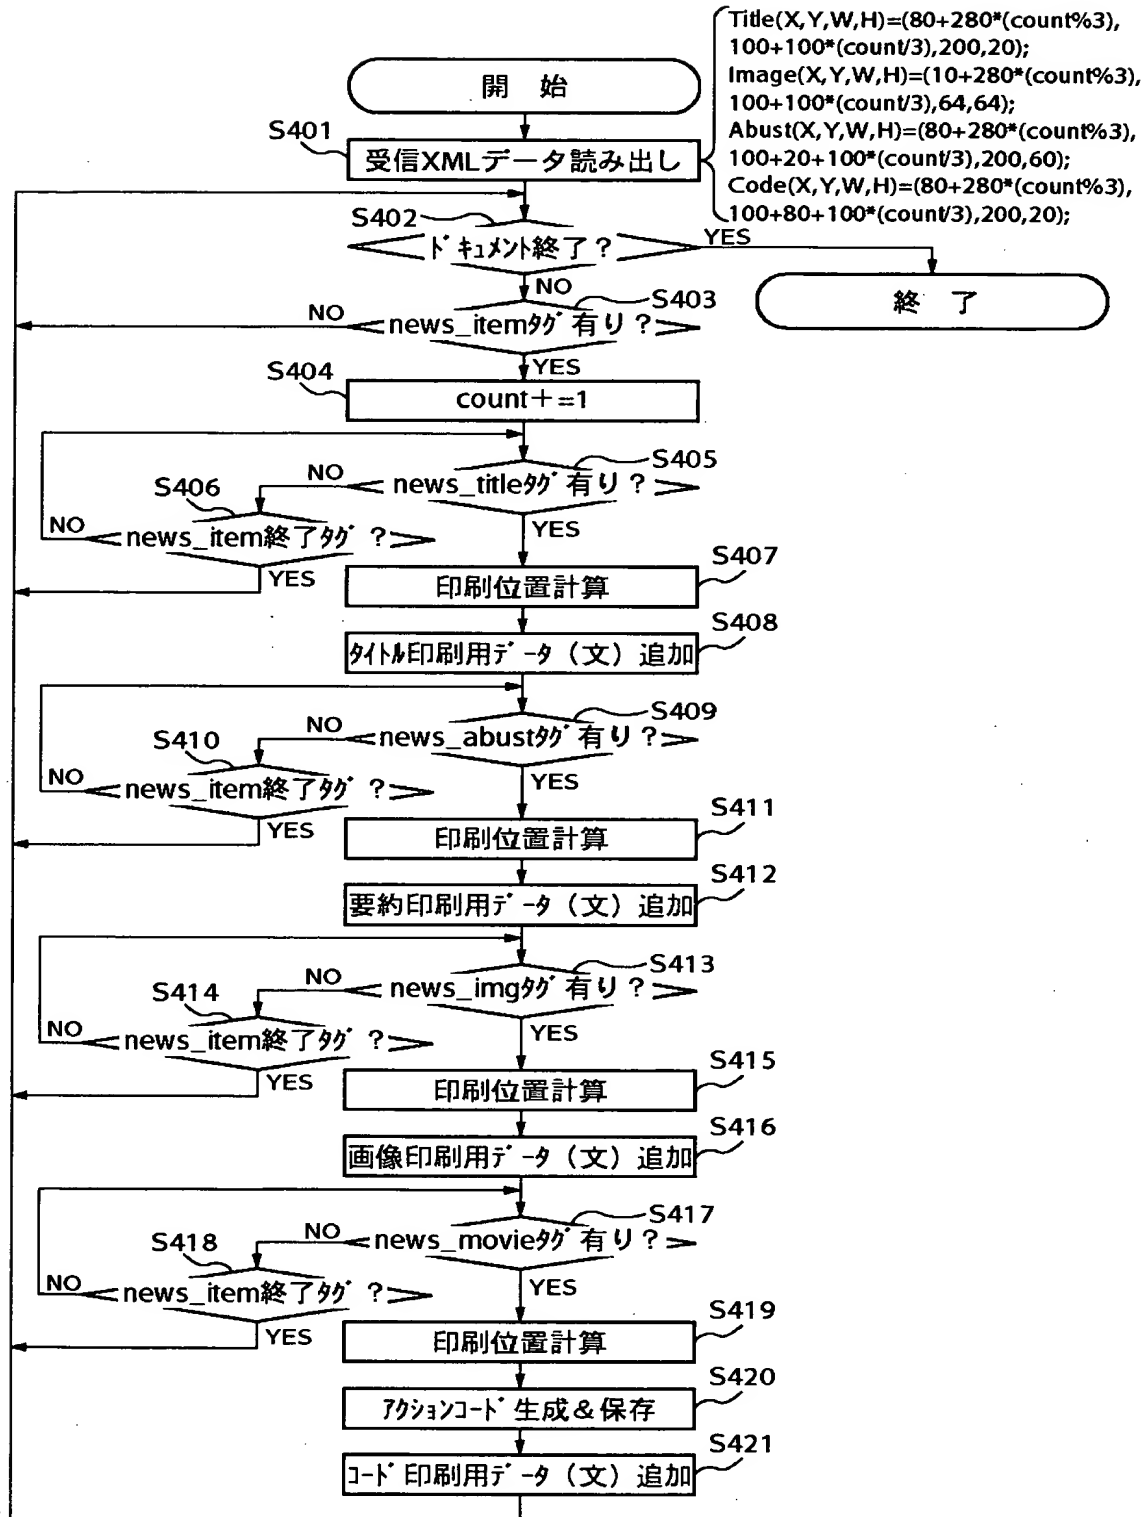 Title(X,Y,W,H)=(80+280*(count%3),
100+100*(count/3),200,20);
Image(X,Y,W,H)=(10+280*(count%3),
100+100*(count/3),64,64);
Abust(X,Y,W,H)=(80+280*(count%3),
100+20+100*(count/3),200,60);
Code(X,Y,W,H)=(80+280*(count%3),
100+80+100*(count/3),200,20);
開 始
S401
受信XMLデータ読み出し
S402
ﾄﾞｷｭﾒﾝﾄ終了？
YES
終 了
NO
S403
news_itemﾀｸﾞ有り？
NO
YES
S404
count＋=1
S405
news_titleﾀｸﾞ有り？
NO
YES
S406
news_item終了ﾀｸﾞ？
NO
YES
S407
印刷位置計算
S408
ﾀｲﾄﾙ印刷用ﾃﾞｰﾀ（文）追加
S409
news_abustﾀｸﾞ有り？
NO
YES
S410
news_item終了ﾀｸﾞ？
NO
YES
S411
印刷位置計算
S412
要約印刷用ﾃﾞｰﾀ（文）追加
S413
news_imgﾀｸﾞ有り？
NO
YES
S414
news_item終了ﾀｸﾞ？
NO
YES
S415
印刷位置計算
S416
画像印刷用ﾃﾞｰﾀ（文）追加
S417
news_movieﾀｸﾞ有り？
NO
YES
S418
news_item終了ﾀｸﾞ？
NO
YES
S419
印刷位置計算
S420
ｱｸｼｮﾝｺｰﾄﾞ生成＆保存
S421
ｺｰﾄﾞ印刷用ﾃﾞｰﾀ（文）追加